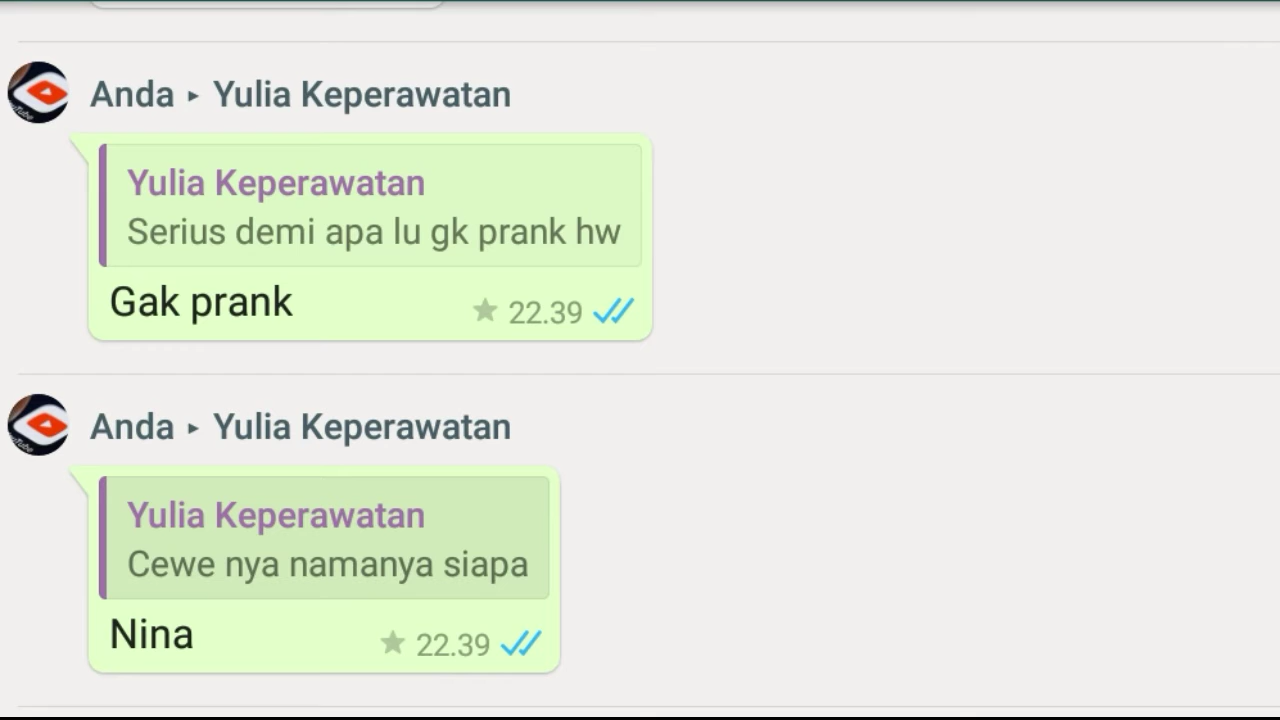 Anda ▸ Yulia Keperawatan
Yulia Keperawatan
Serius demi apa lu gk prank hw
Gak prank
22.39
Anda ▸ Yulia Keperawatan
Yulia Keperawatan
Cewe nya namanya siapa
Nina
22.39